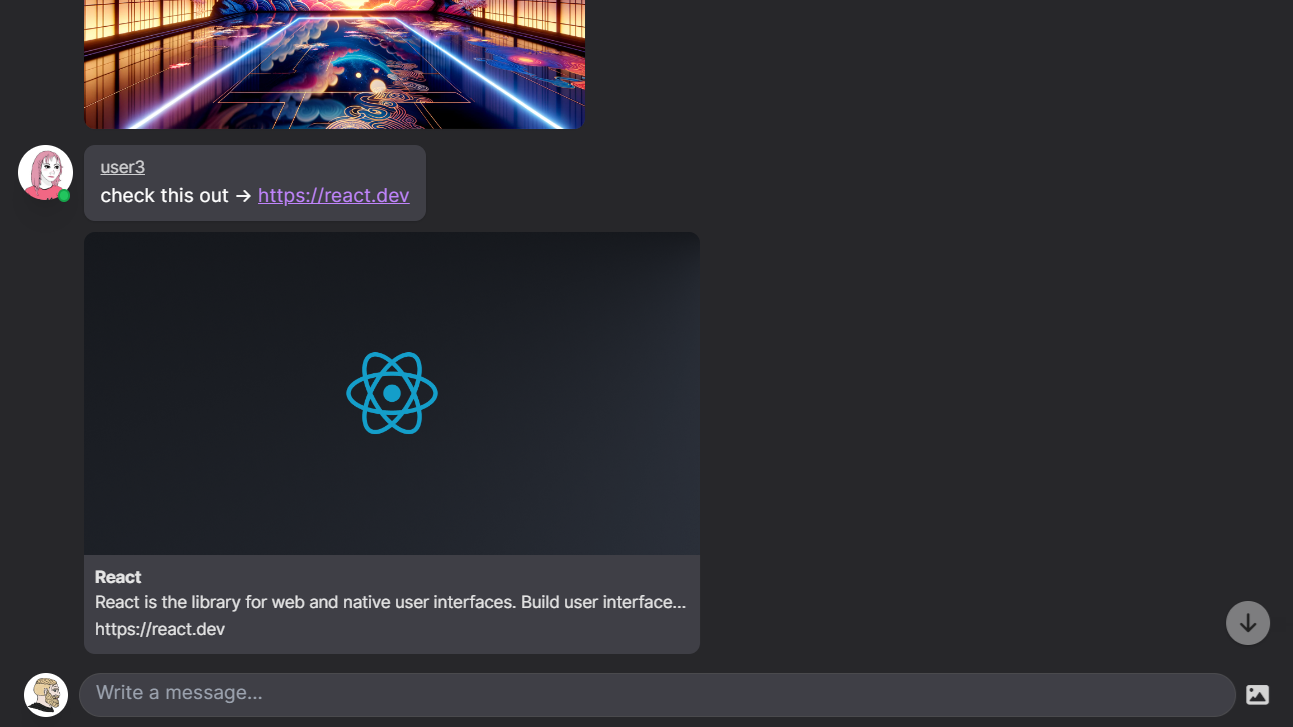 user3
check this out → https://react.dev
React
React is the library for web and native user interfaces. Build user interface...
https://react.dev
Write a message...